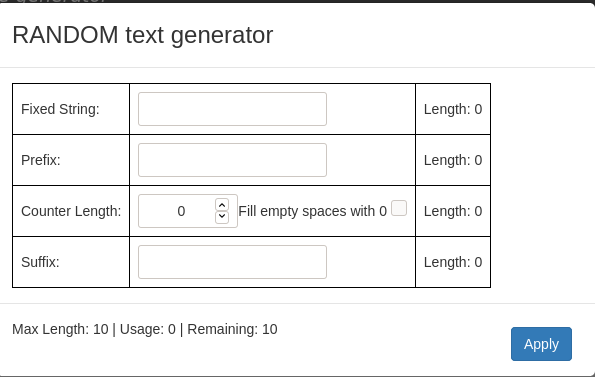 RANDOM text generator
Fixed String: Length: 0
Prefix: Length: 0
Counter Length: 0 Fill empty spaces with 0 Length: 0
Suffix: Length: 0
Max Length: 10 | Usage: 0 | Remaining: 10
Apply